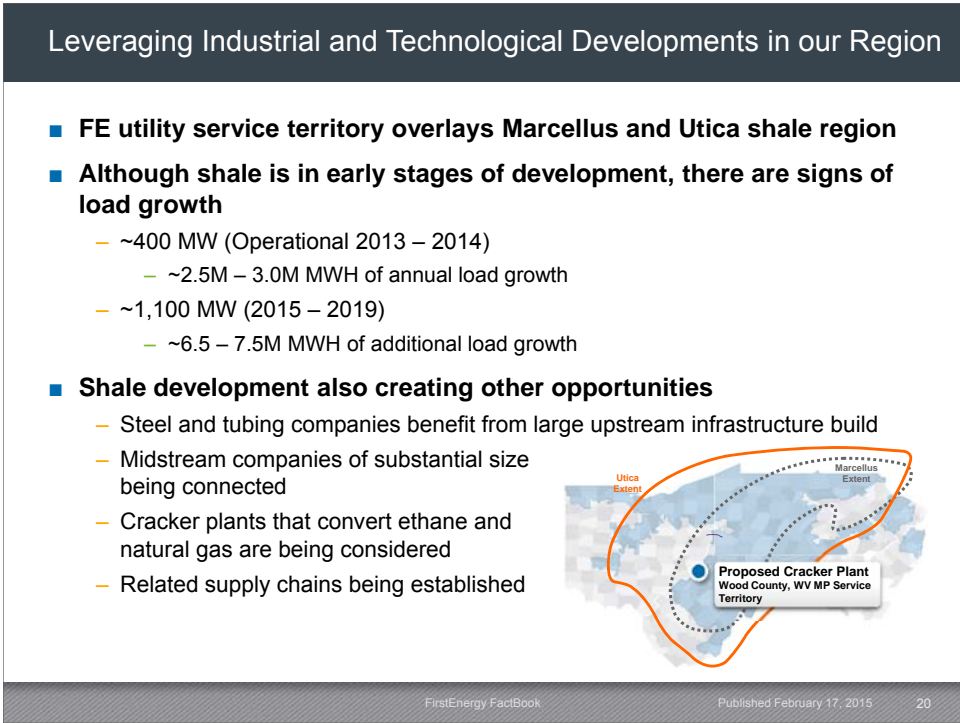 Leveraging Industrial and Technological Developments in our Region
■ FE utility service territory overlays Marcellus and Utica shale region
■ Although shale is in early stages of development, there are signs of
load growth
– ~400 MW (Operational 2013 – 2014)
– ~2.5M – 3.0M MWH of annual load growth
– ~1,100 MW (2015 – 2019)
– ~6.5 – 7.5M MWH of additional load growth
■ Shale development also creating other opportunities
– Steel and tubing companies benefit from large upstream infrastructure build
– Midstream companies of substantial size
being connected
– Cracker plants that convert ethane and
natural gas are being considered
– Related supply chains being established
Utica
Extent
Marcellus
Extent
Proposed Cracker Plant
Wood County, WV MP Service
Territory
FirstEnergy FactBook
Published February 17, 2015
20